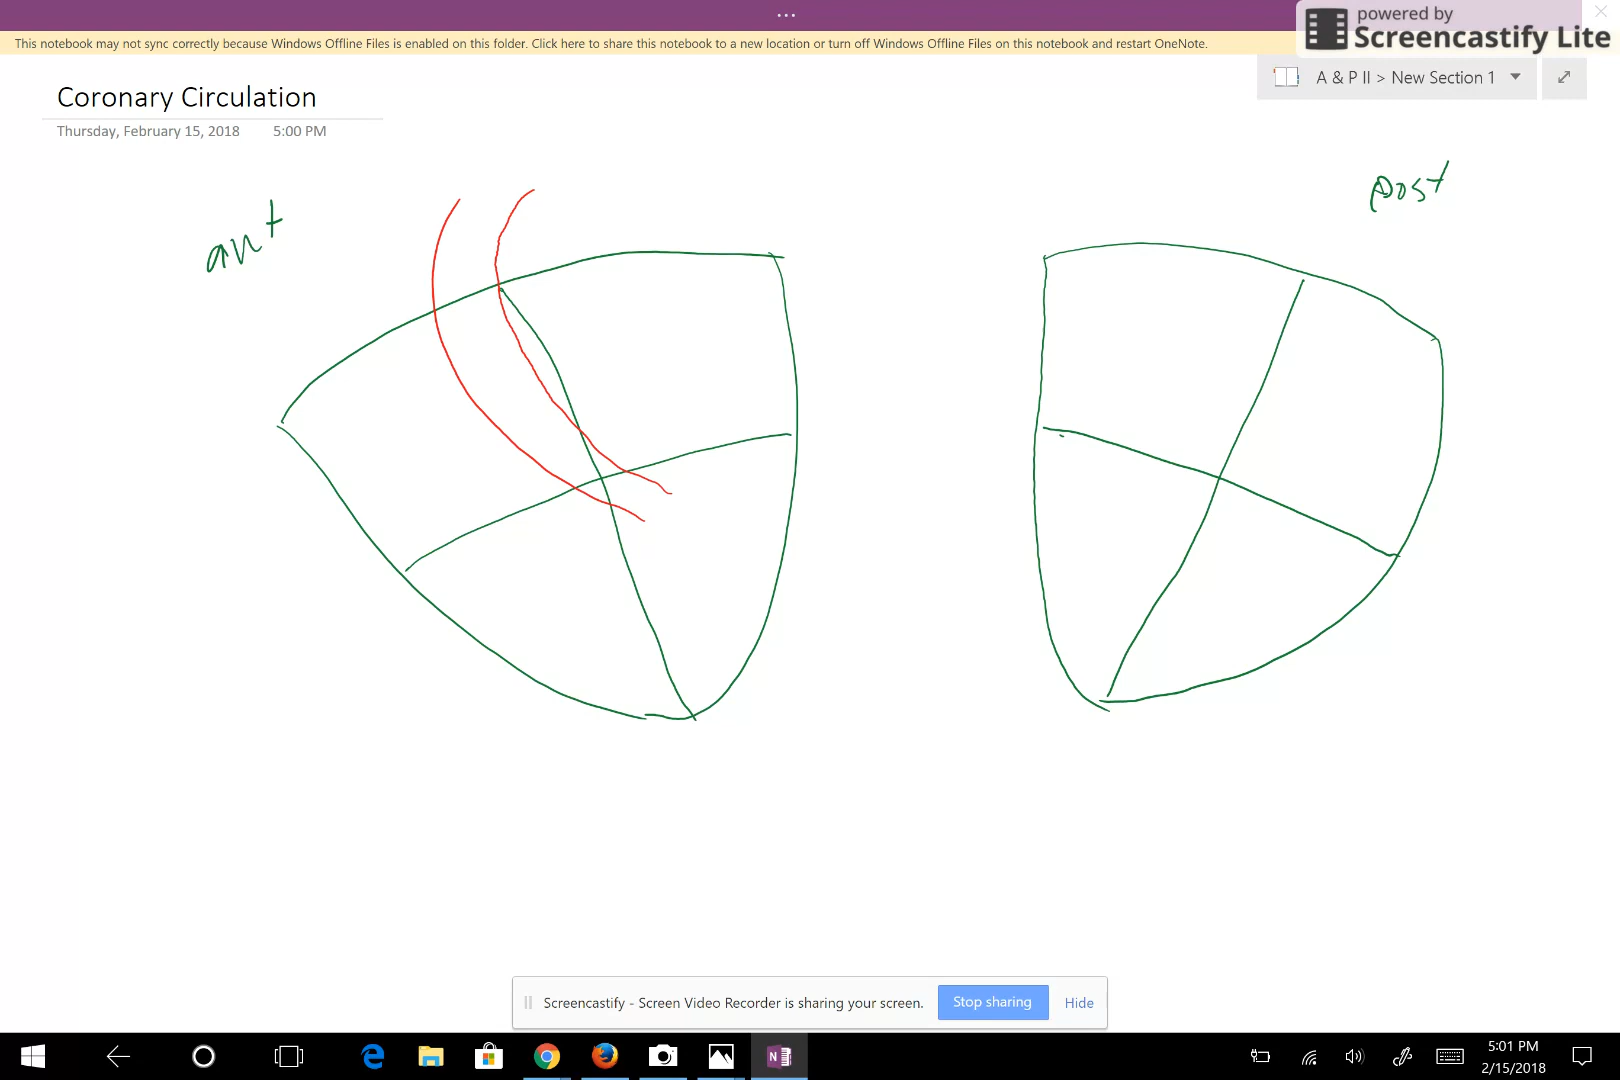 ...
powered by
Screencastify Lite
This notebook may not sync correctly because Windows Offline Files is enabled on this folder. Click here to share this notebook to a new location or turn off Windows Offline Files on this notebook and restart OneNote.
A & P II > New Section 1
Coronary Circulation
Thursday, February 15, 2018 5:00 PM
ant
post
Screencastify - Screen Video Recorder is sharing your screen. Stop sharing Hide
5:01 PM
2/15/2018